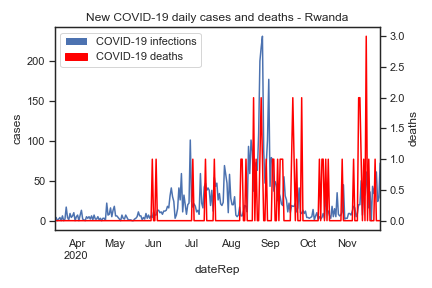 New COVID-19 daily cases and deaths - Rwanda
COVID-19 infections
COVID-19 deaths
cases
200
150
100
50
0
deaths
3.0
2.5
2.0
1.5
1.0
0.5
0.0
Apr May Jun Jul Aug Sep Oct Nov
2020
dateRep